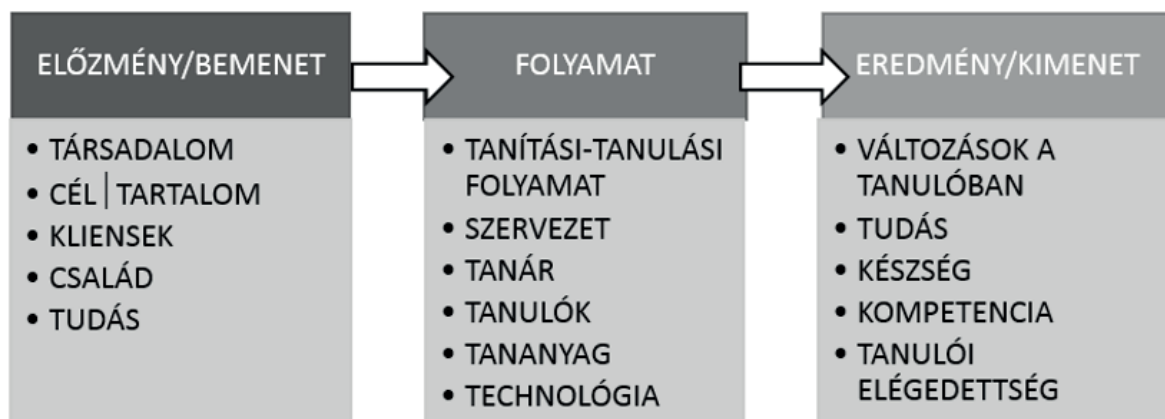 ELŐZMÉNY/BEMENET
• TÁRSADALOM
• CÉL | TARTALOM
• KLIENSEK
• CSALÁD
• TUDÁS
FOLYAMAT
• TANÍTÁSI-TANULÁSI
FOLYAMAT
• SZERVEZET
• TANÁR
• TANULÓK
• TANANYAG
• TECHNOLÓGIA
EREDMÉNY/KIMENET
• VÁLTOZÁSOK A
TANULÓBAN
• TUDÁS
• KÉSZSÉG
• KOMPETENCIA
• TANULÓI
ELÉGEDETTSÉG